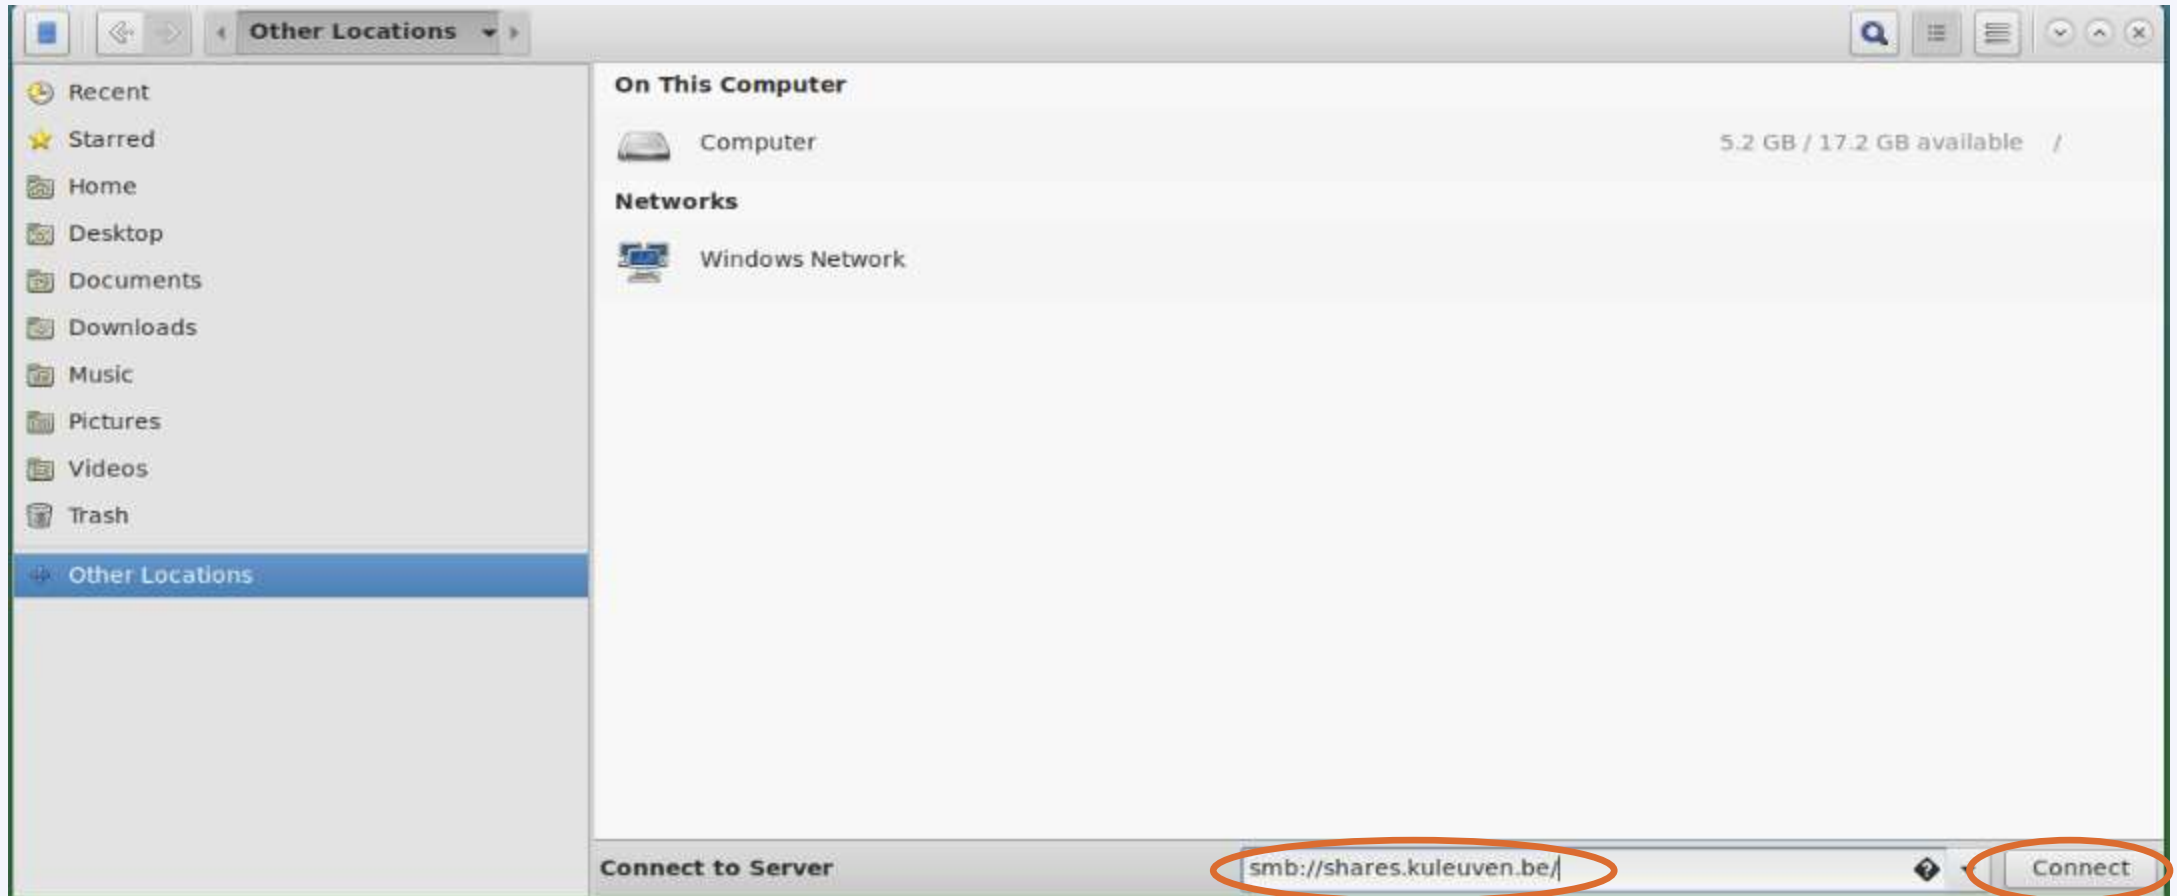 Other Locations
Recent
Starred
Home
Desktop
Documents
Downloads
Music
Pictures
Videos
Trash
Other Locations
On This Computer
Computer 5.2 GB / 17.2 GB available /
Networks
Windows Network
Connect to Server smb://shares.kuleuven.be/ Connect